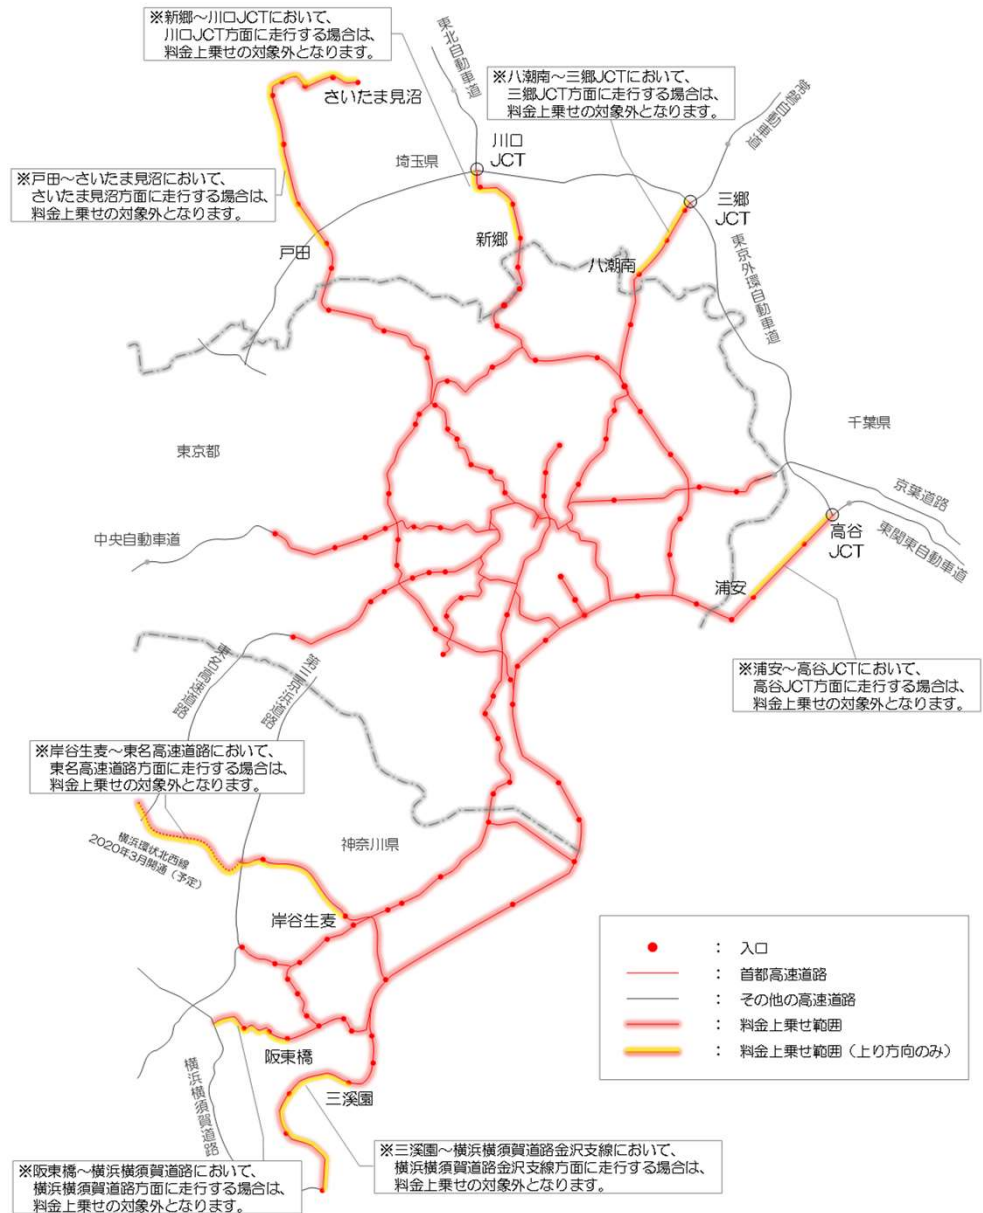 ※新郷～川口JCTにおいて、
川口JCT方面に走行する場合は、
料金上乗せの対象外となります。
東北自動車道
※八潮南～三郷JCTにおいて、
三郷JCT方面に走行する場合は、
料金上乗せの対象外となります。
常磐自動車道
さいたま見沼
川口
JCT
埼玉県
※戸田～さいたま見沼において、
さいたま見沼方面に走行する場合は、
料金上乗せの対象外となります。
三郷
JCT
戸田
新郷
八潮南
東京外環自動車道
千葉県
東京都
京葉道路
中央自動車道
高谷
JCT
東関東自動車道
浦安
※浦安～高谷JCTにおいて、
高谷JCT方面に走行する場合は、
料金上乗せの対象外となります。
東名高速道路
第三京浜道路
※岸谷生麦～東名高速道路において、
東名高速道路方面に走行する場合は、
料金上乗せの対象外となります。
横浜環状北西線
2020年3月開通（予定）
神奈川県
岸谷生麦
● ： 入口
： 首都高速道路
： その他の高速道路
： 料金上乗せ範囲
： 料金上乗せ範囲（上り方向のみ）
阪東橋
三溪園
横浜横須賀道路
※三溪園～横浜横須賀道路金沢支線において、
横浜横須賀道路金沢支線方面に走行する場合は、
料金上乗せの対象外となります。
※阪東橋～横浜横須賀道路において、
横浜横須賀道路方面に走行する場合は、
料金上乗せの対象外となります。